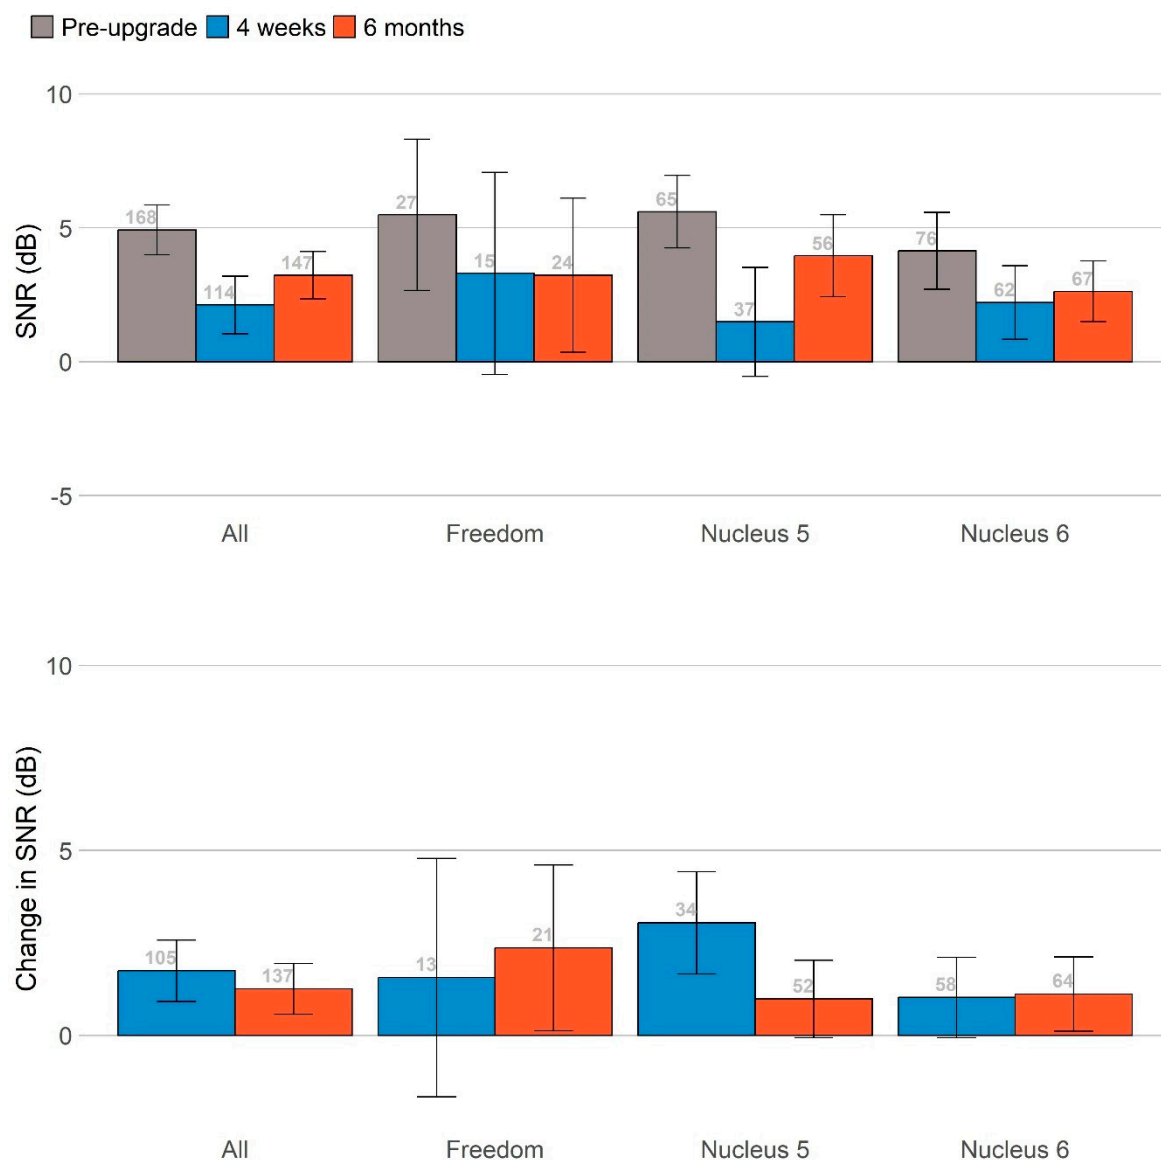 Pre-upgrade 4 weeks 6 months
10
5
0
-5
SNR (dB)
168 114 147
27 15 24
65 37 56
76 62 67
All Freedom Nucleus 5 Nucleus 6
10
5
0
Change in SNR (dB)
105 137
13 21
34 52
58 64
All Freedom Nucleus 5 Nucleus 6